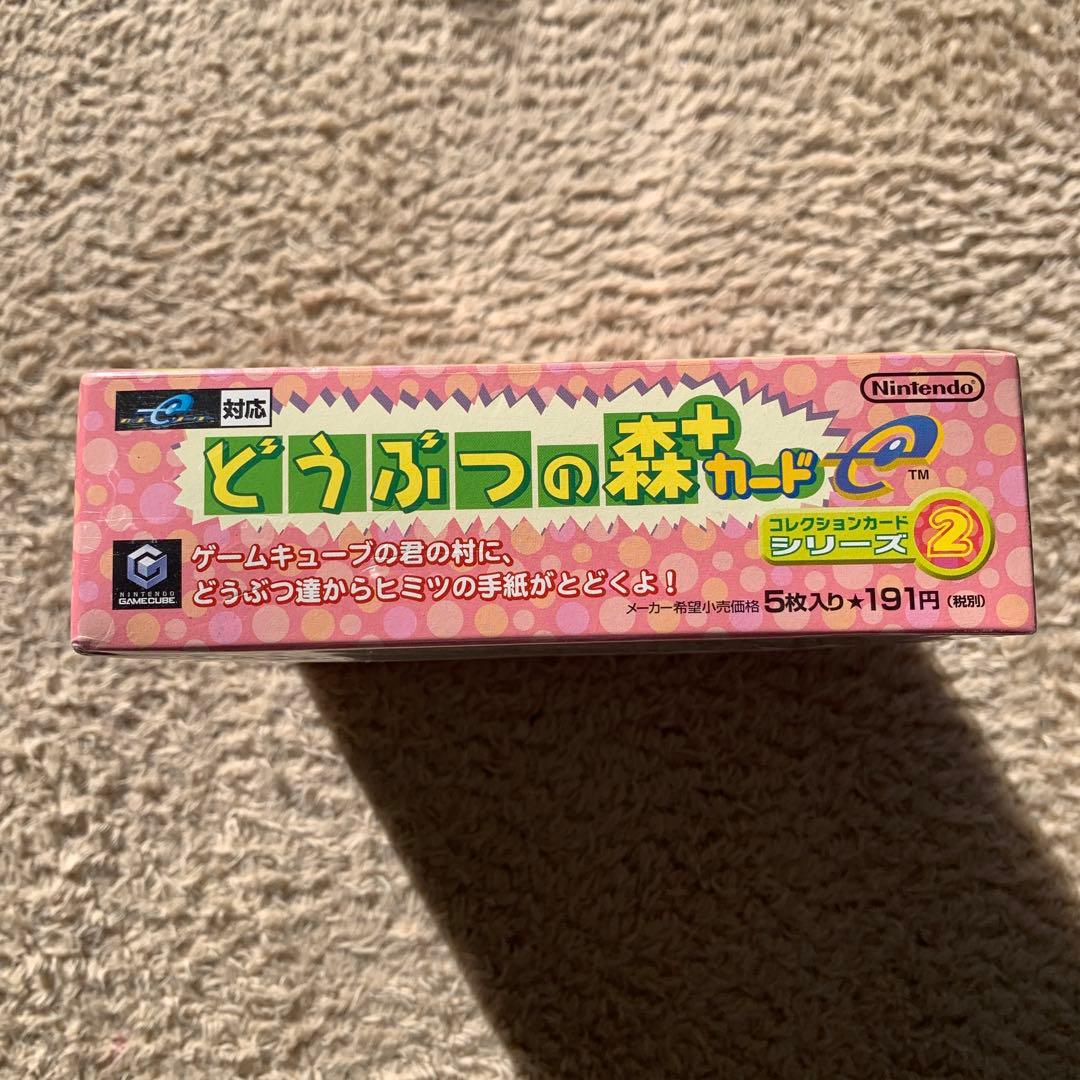 対応
Nintendo
どうぶつの森+カードe
TM
コレクションカード
シリーズ 2
ゲームキューブの君の村に、
どうぶつ達からヒミツの手紙がとどくよ!
NINTENDO
GAMECUBE
メーカー希望小売価格 5枚入り★191円(税別)